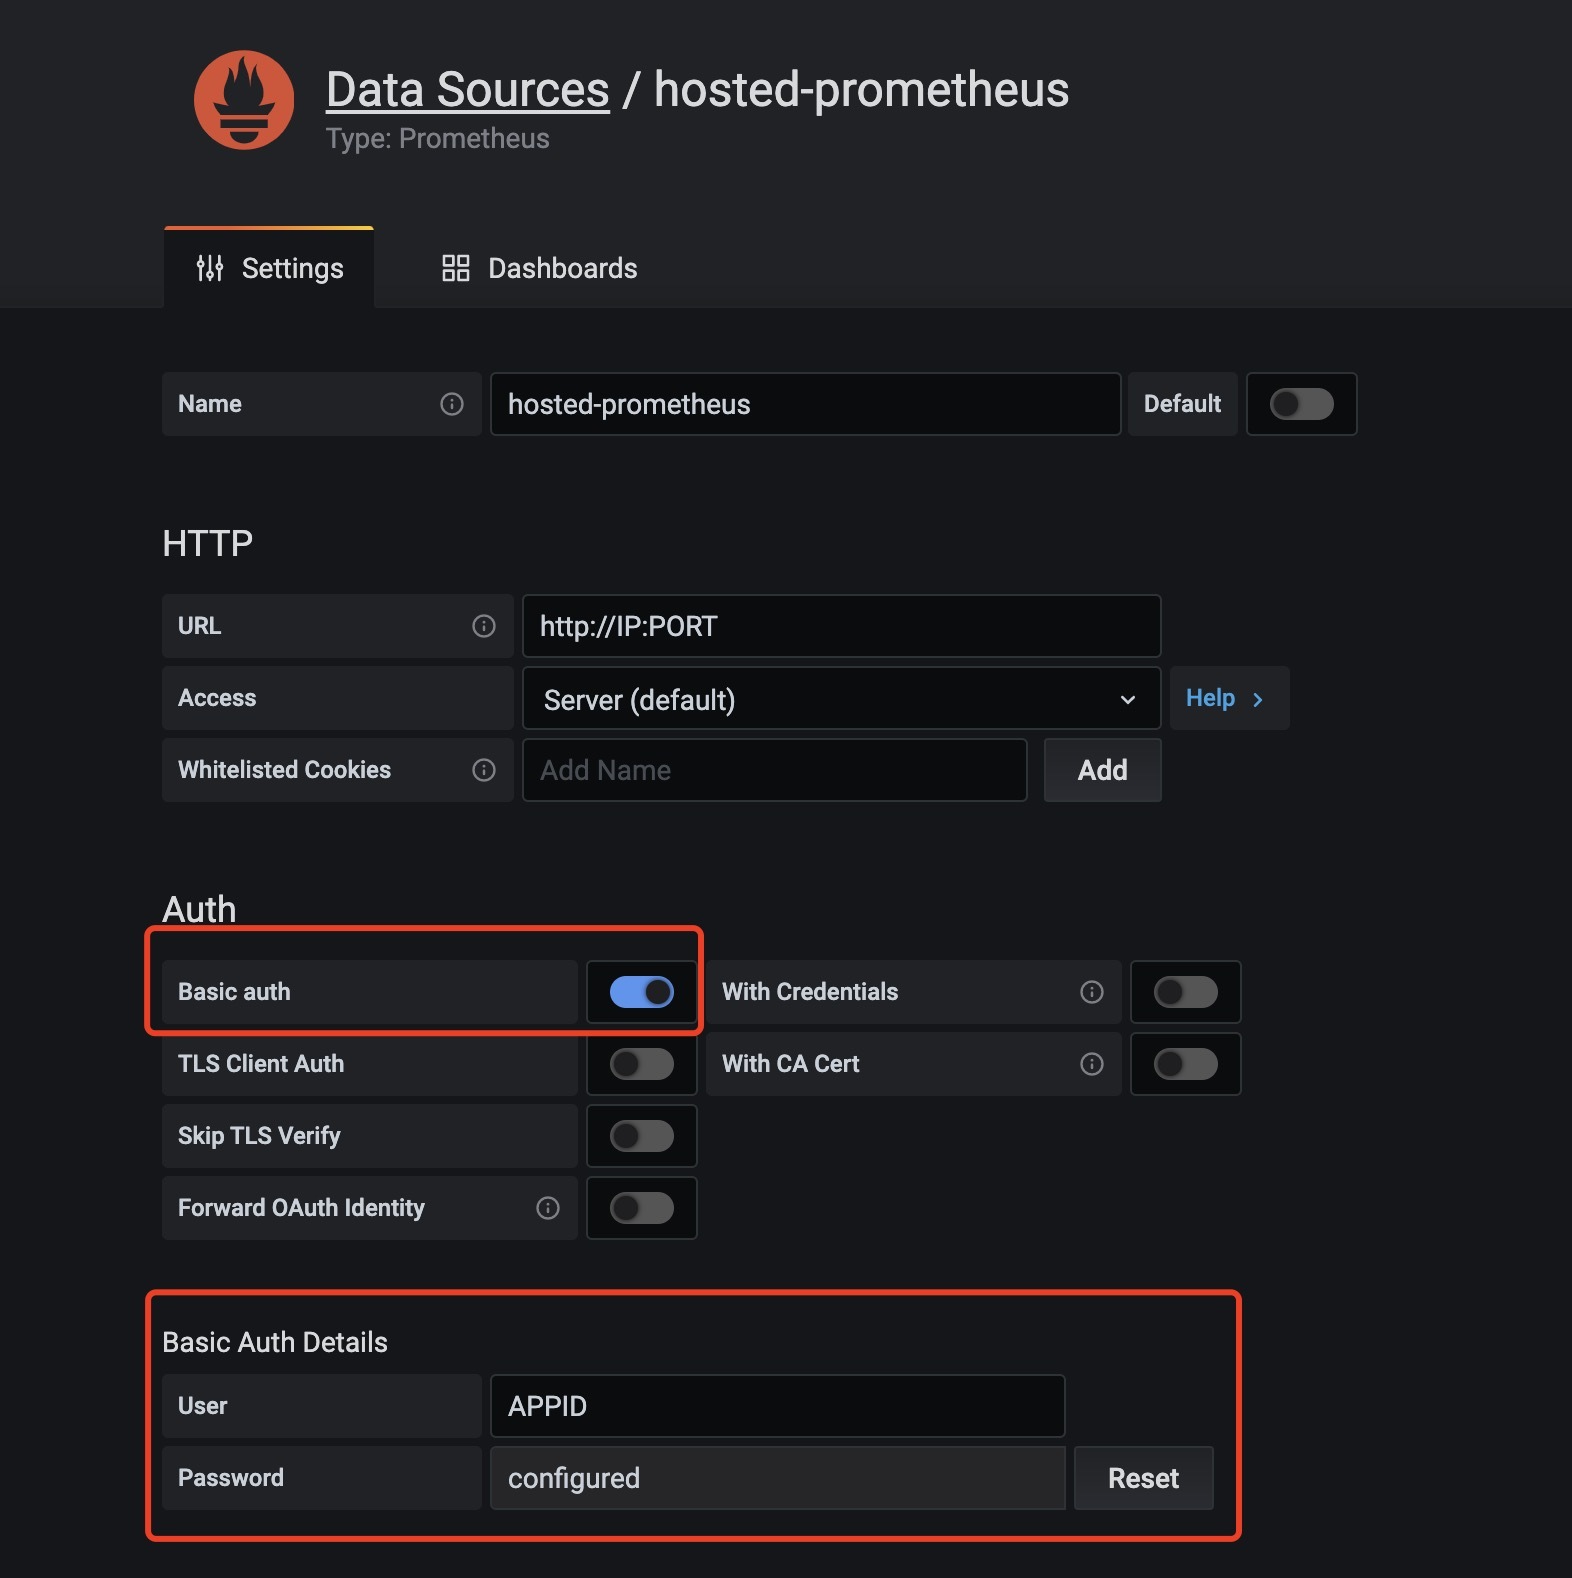 Data Sources / hosted-prometheus
Type: Prometheus
Settings
Dashboards
Name
hosted-prometheus
Default
HTTP
URL
http://IP:PORT
Access
Server (default)
Help
Whitelisted Cookies
Add Name
Add
Auth
Basic auth
With Credentials
TLS Client Auth
With CA Cert
Skip TLS Verify
Forward OAuth Identity
Basic Auth Details
User
APPID
Password
configured
Reset